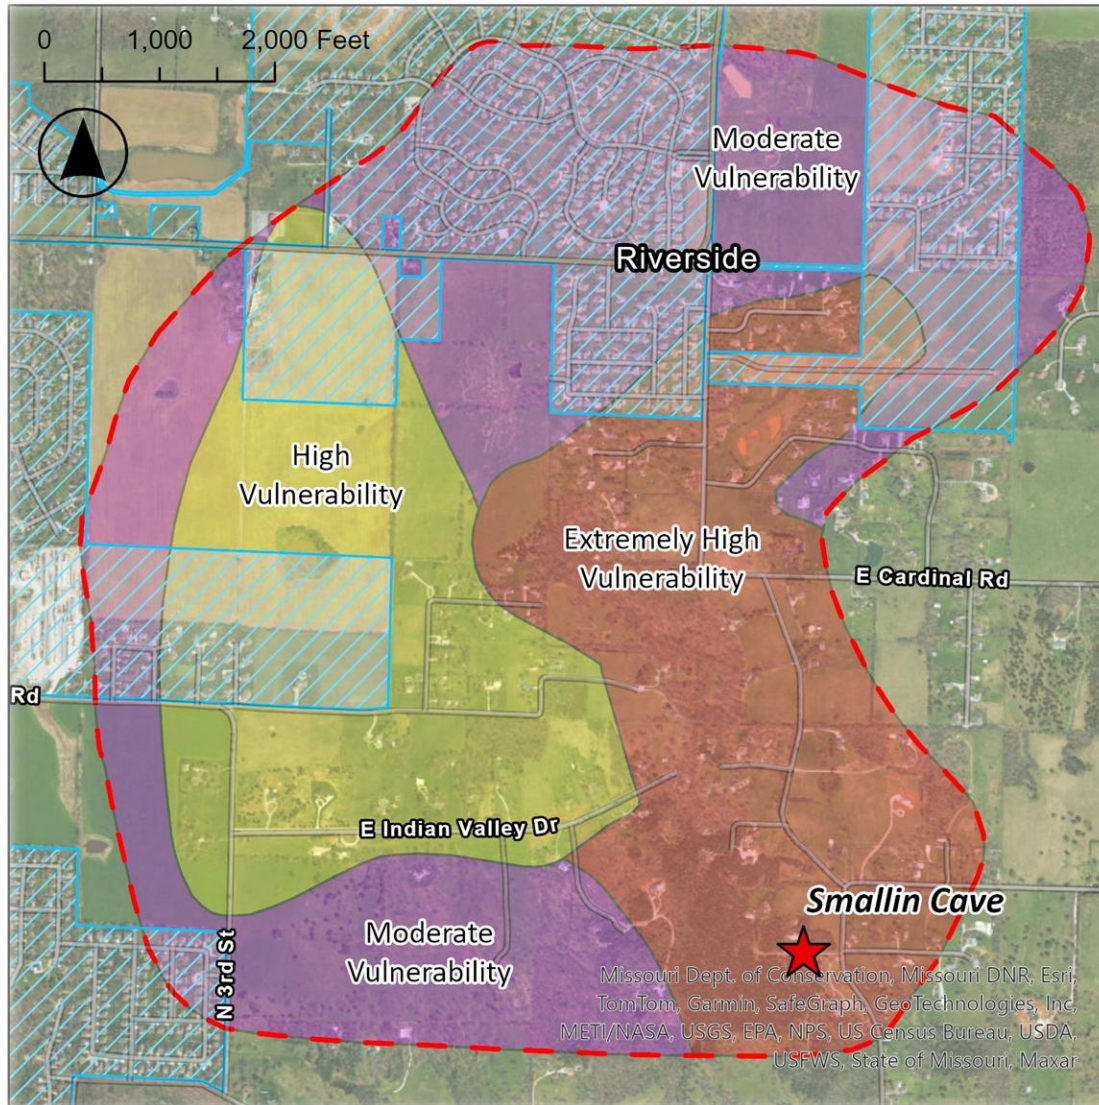 0 1,000 2,000 Feet
Moderate
Vulnerability
Riverside
High
Vulnerability
Extremely High
Vulnerability
E Cardinal Rd
Rd
E Indian Valley Dr
Smallin Cave
Moderate
Vulnerability
N 3rd St
Missouri Dept. of Conservation, Missouri DNR, Esri,
TomTom, Garmin, SafeGraph, GeoTechnologies, Inc,
METI/NASA, USGS, EPA, NPS, US Census Bureau, USDA,
USFWS, State of Missouri, Maxar